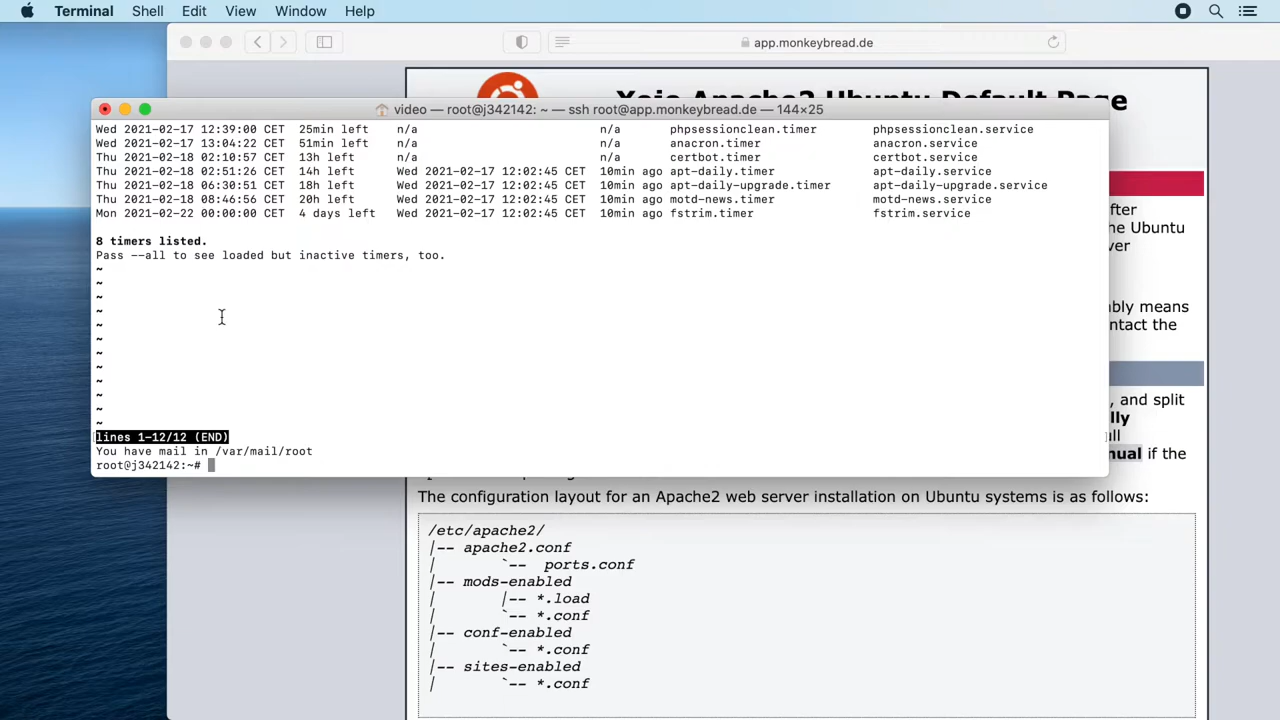 Terminal Shell Edit View Window Help
app.monkeybread.de
Apache2 Ubuntu Default Page
video — root@j342142: ~ — ssh root@app.monkeybread.de — 144×25
Wed 2021-02-17 12:39:00 CET 25min left n/a n/a phpsessionclean.timer phpsessionclean.service
Wed 2021-02-17 13:04:22 CET 51min left n/a n/a anacron.timer anacron.service
Thu 2021-02-18 02:10:57 CET 13h left n/a n/a certbot.timer certbot.service
Thu 2021-02-18 02:51:26 CET 14h left Wed 2021-02-17 12:02:45 CET 10min ago apt-daily.timer apt-daily.service
Thu 2021-02-18 06:30:51 CET 18h left Wed 2021-02-17 12:02:45 CET 10min ago apt-daily-upgrade.timer apt-daily-upgrade.service
Thu 2021-02-18 08:46:56 CET 20h left Wed 2021-02-17 12:02:45 CET 10min ago motd-news.timer motd-news.service
Mon 2021-02-22 00:00:00 CET 4 days left Wed 2021-02-17 12:02:45 CET 10min ago fstrim.timer fstrim.service
8 timers listed.
Pass --all to see loaded but inactive timers, too.
~
~
~
~
~
~
~
~
~
~
~
~
lines 1-12/12 (END)
You have mail in /var/mail/root
root@j342142:~#
fter
he Ubuntu
ver
bly means
ntact the
, and split
lly
ull
nual if the
The configuration layout for an Apache2 web server installation on Ubuntu systems is as follows:
/etc/apache2/
|-- apache2.conf
| `-- ports.conf
|-- mods-enabled
| |-- *.load
| `-- *.conf
|-- conf-enabled
| `-- *.conf
|-- sites-enabled
| `-- *.conf